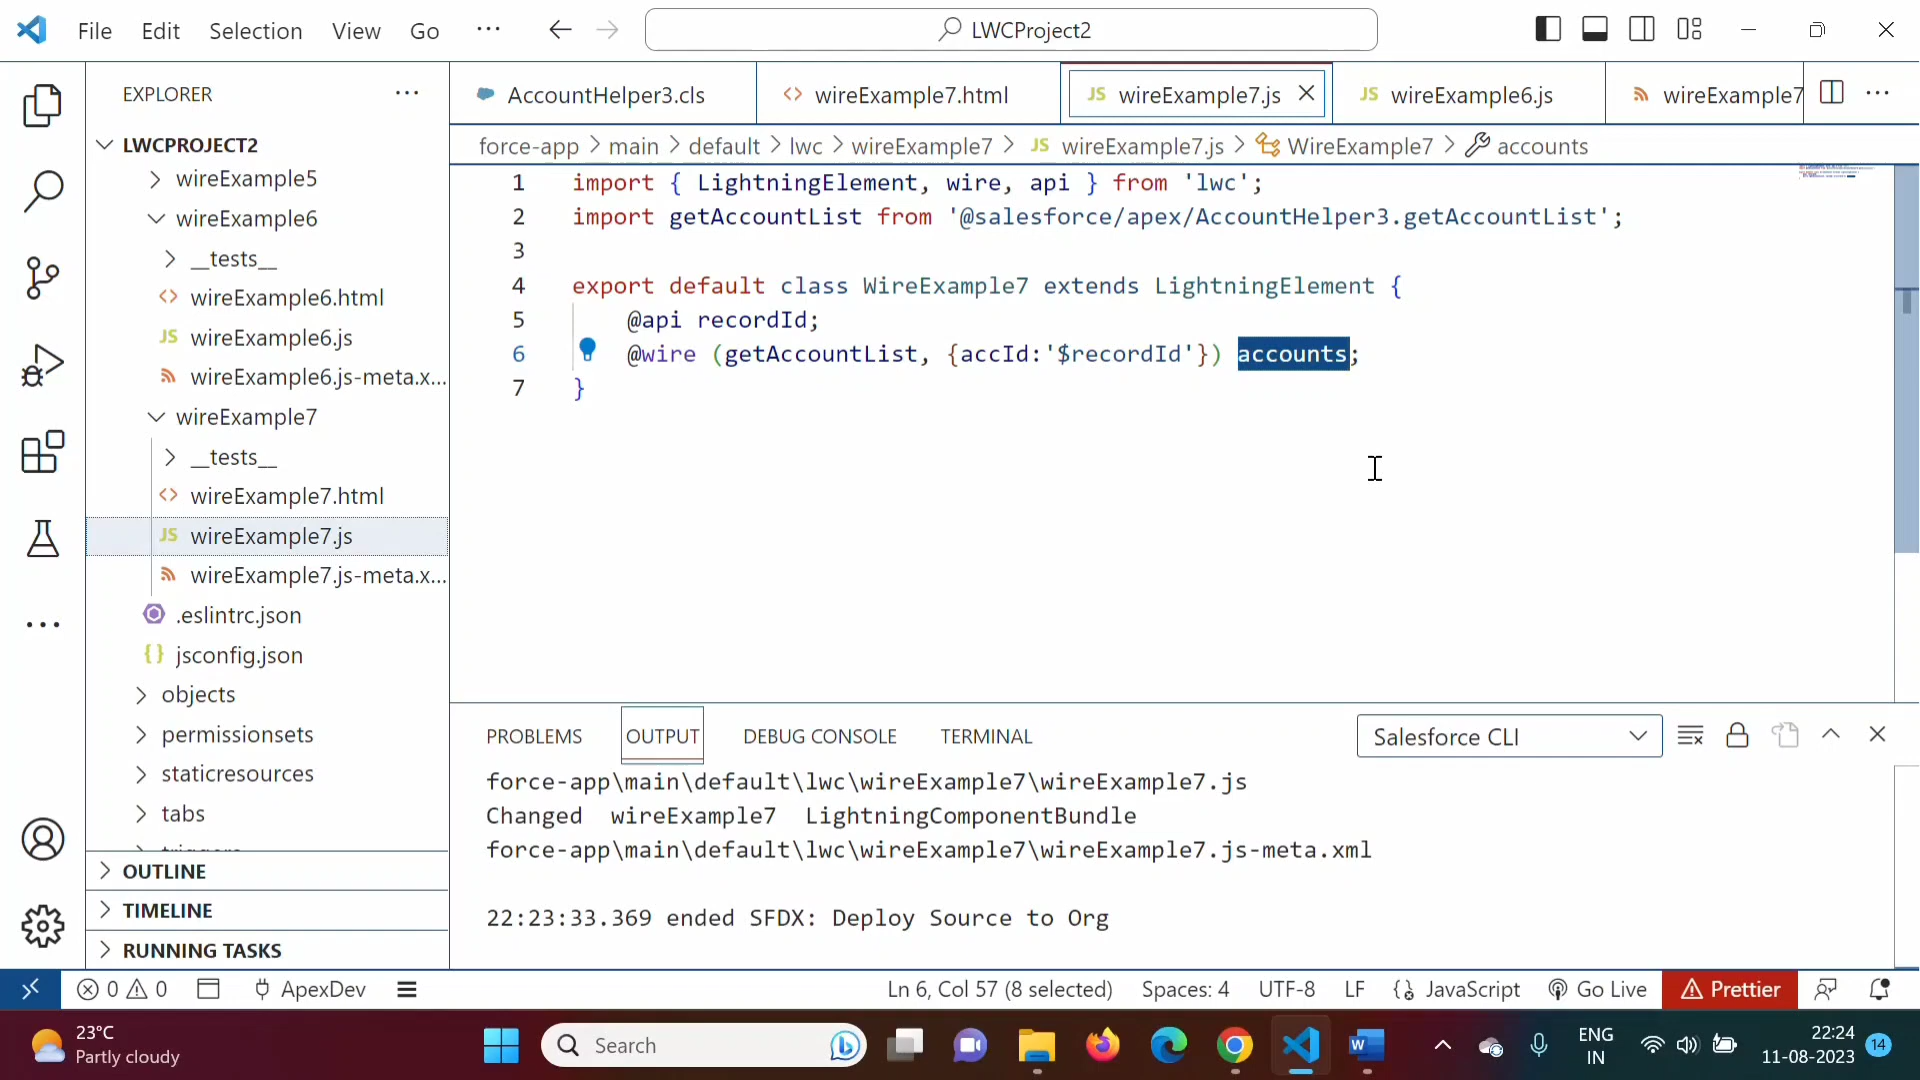 File Edit Selection View Go ··· LWCProject2
EXPLORER
LWCPROJECT2
wireExample5
wireExample6
__tests__
wireExample6.html
wireExample6.js
wireExample6.js-meta.x...
wireExample7
__tests__
wireExample7.html
wireExample7.js
wireExample7.js-meta.x...
.eslintrc.json
jsconfig.json
objects
permissionsets
staticresources
tabs
OUTLINE
TIMELINE
RUNNING TASKS
AccountHelper3.cls wireExample7.html JS wireExample7.js JS wireExample6.js wireExample7
force-app > main > default > lwc > wireExample7 > JS wireExample7.js > WireExample7 > accounts
1 import { LightningElement, wire, api } from 'lwc';
2 import getAccountList from '@salesforce/apex/AccountHelper3.getAccountList';
3
4 export default class WireExample7 extends LightningElement {
5 @api recordId;
6 @wire (getAccountList, {accId:'$recordId'}) accounts;
7 }
PROBLEMS OUTPUT DEBUG CONSOLE TERMINAL Salesforce CLI
force-app\main\default\lwc\wireExample7\wireExample7.js
Changed wireExample7 LightningComponentBundle
force-app\main\default\lwc\wireExample7\wireExample7.js-meta.xml
22:23:33.369 ended SFDX: Deploy Source to Org
0 0 ApexDev Ln 6, Col 57 (8 selected) Spaces: 4 UTF-8 LF JavaScript Go Live Prettier
23°C
Partly cloudy
Search
ENG
IN
22:24
11-08-2023
14